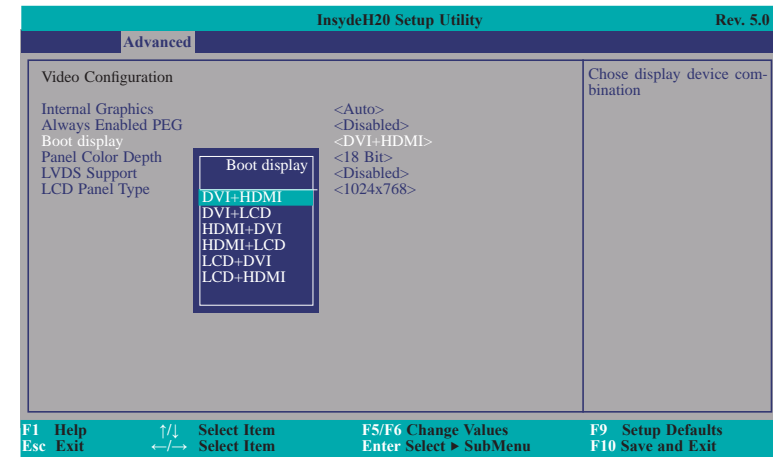 InsydeH20 Setup Utility Rev. 5.0
Advanced
Video Configuration
Internal Graphics <Auto>
Always Enabled PEG <Disabled>
Boot display <DVI+HDMI>
Panel Color Depth <18 Bit>
LVDS Support <Disabled>
LCD Panel Type <1024x768>
Boot display
DVI+HDMI
DVI+LCD
HDMI+DVI
HDMI+LCD
LCD+DVI
LCD+HDMI
Chose display device com-
bination
F1 Help ↑/↓ Select Item F5/F6 Change Values F9 Setup Defaults
Esc Exit ←/→ Select Item Enter Select ► SubMenu F10 Save and Exit